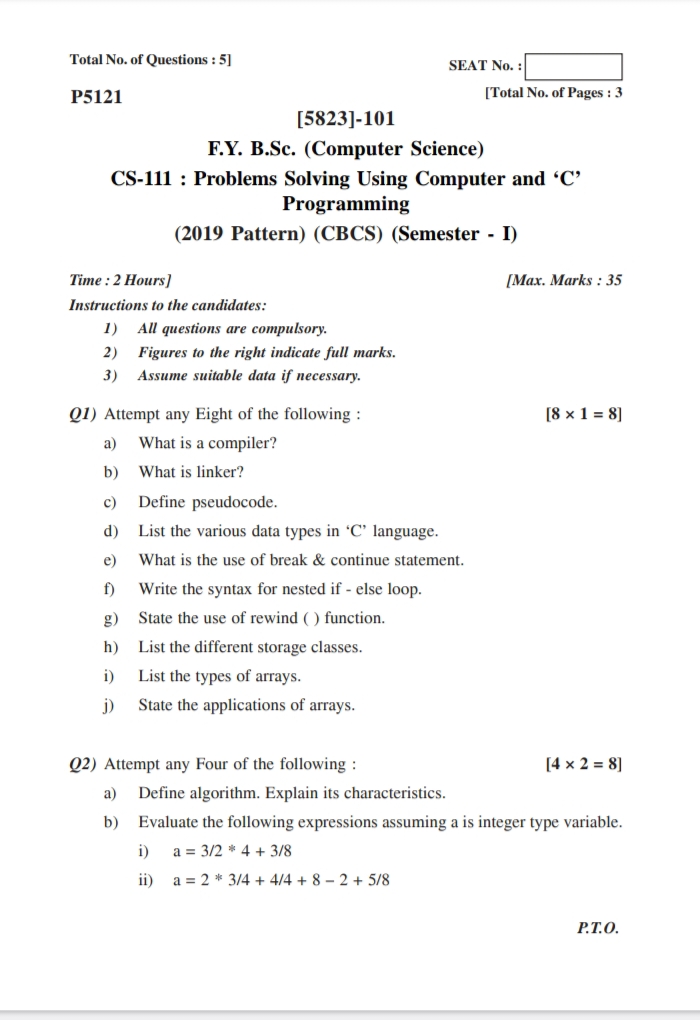 Total No. of Questions : 5]
SEAT No. :
P5121
[Total No. of Pages : 3
[5823]-101
F.Y. B.Sc. (Computer Science)
CS-111 : Problems Solving Using Computer and ‘C’
Programming
(2019 Pattern) (CBCS) (Semester - I)
Time : 2 Hours] [Max. Marks : 35
Instructions to the candidates:
1) All questions are compulsory.
2) Figures to the right indicate full marks.
3) Assume suitable data if necessary.
Q1) Attempt any Eight of the following : [8 × 1 = 8]
a) What is a compiler?
b) What is linker?
c) Define pseudocode.
d) List the various data types in ‘C’ language.
e) What is the use of break & continue statement.
f) Write the syntax for nested if - else loop.
g) State the use of rewind ( ) function.
h) List the different storage classes.
i) List the types of arrays.
j) State the applications of arrays.
Q2) Attempt any Four of the following : [4 × 2 = 8]
a) Define algorithm. Explain its characteristics.
b) Evaluate the following expressions assuming a is integer type variable.
i) a = 3/2 * 4 + 3/8
ii) a = 2 * 3/4 + 4/4 + 8 – 2 + 5/8
P.T.O.